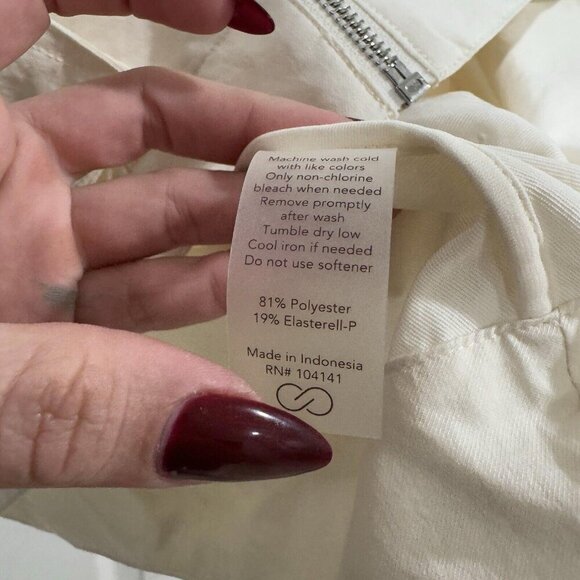 Machine wash cold
with like colors
Only non-chlorine
bleach when needed
Remove promptly
after wash
Tumble dry low
Cool iron if needed
Do not use softener
81% Polyester
19% Elasterell-P
Made in Indonesia
RN# 104141